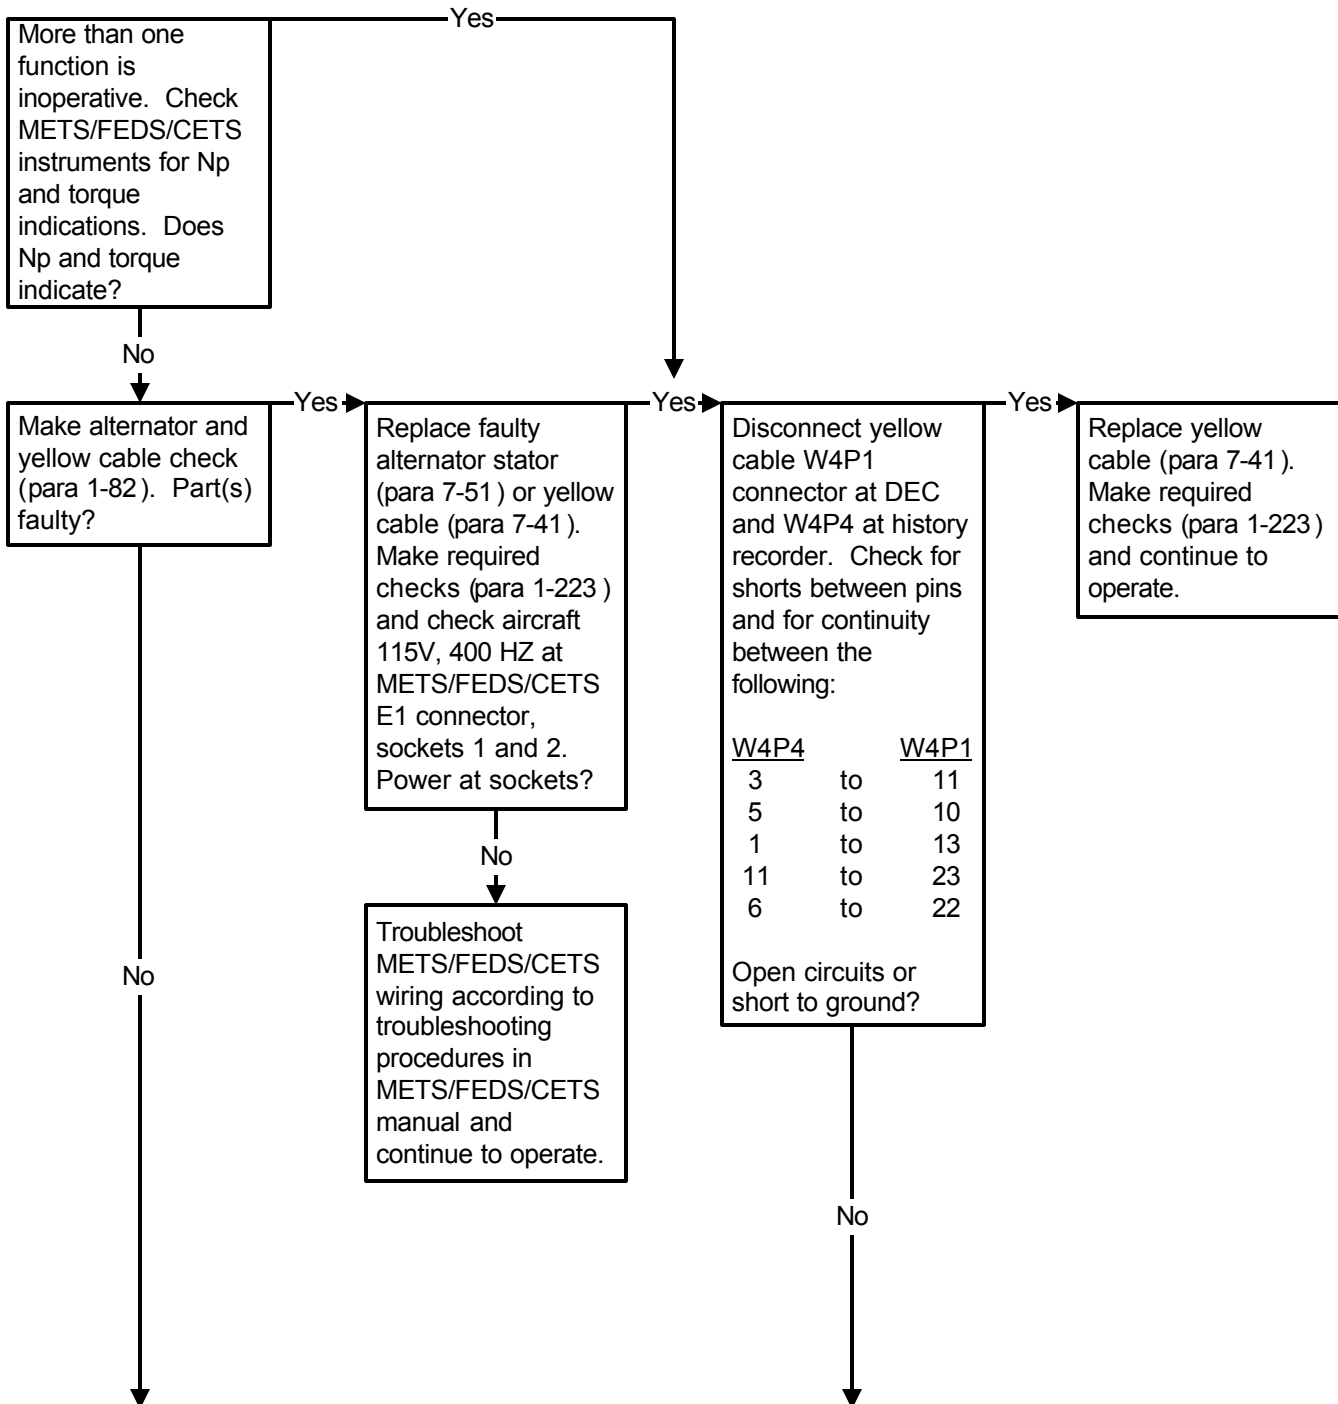 Yes
More than one
function is
inoperative. Check
METS/FEDS/CETS
instruments for Np
and torque
indications. Does
Np and torque
indicate?
No
Make alternator and
yellow cable check
(para 1-82). Part(s)
faulty?
Yes
Replace faulty
alternator stator
(para 7-51) or yellow
cable (para 7-41).
Make required
checks (para 1-223 )
and check aircraft
115V, 400 HZ at
METS/FEDS/CETS
E1 connector,
sockets 1 and 2.
Power at sockets?
Yes
Disconnect yellow
cable W4P1
connector at DEC
and W4P4 at history
recorder. Check for
shorts between pins
and for continuity
between the
following:
W4P4 W4P1
3 to 11
5 to 10
1 to 13
11 to 23
6 to 22
Open circuits or
short to ground?
Yes
Replace yellow
cable (para 7-41).
Make required
checks (para 1-223 )
and continue to
operate.
No
Troubleshoot
METS/FEDS/CETS
wiring according to
troubleshooting
procedures in
METS/FEDS/CETS
manual and
continue to operate.
No
No